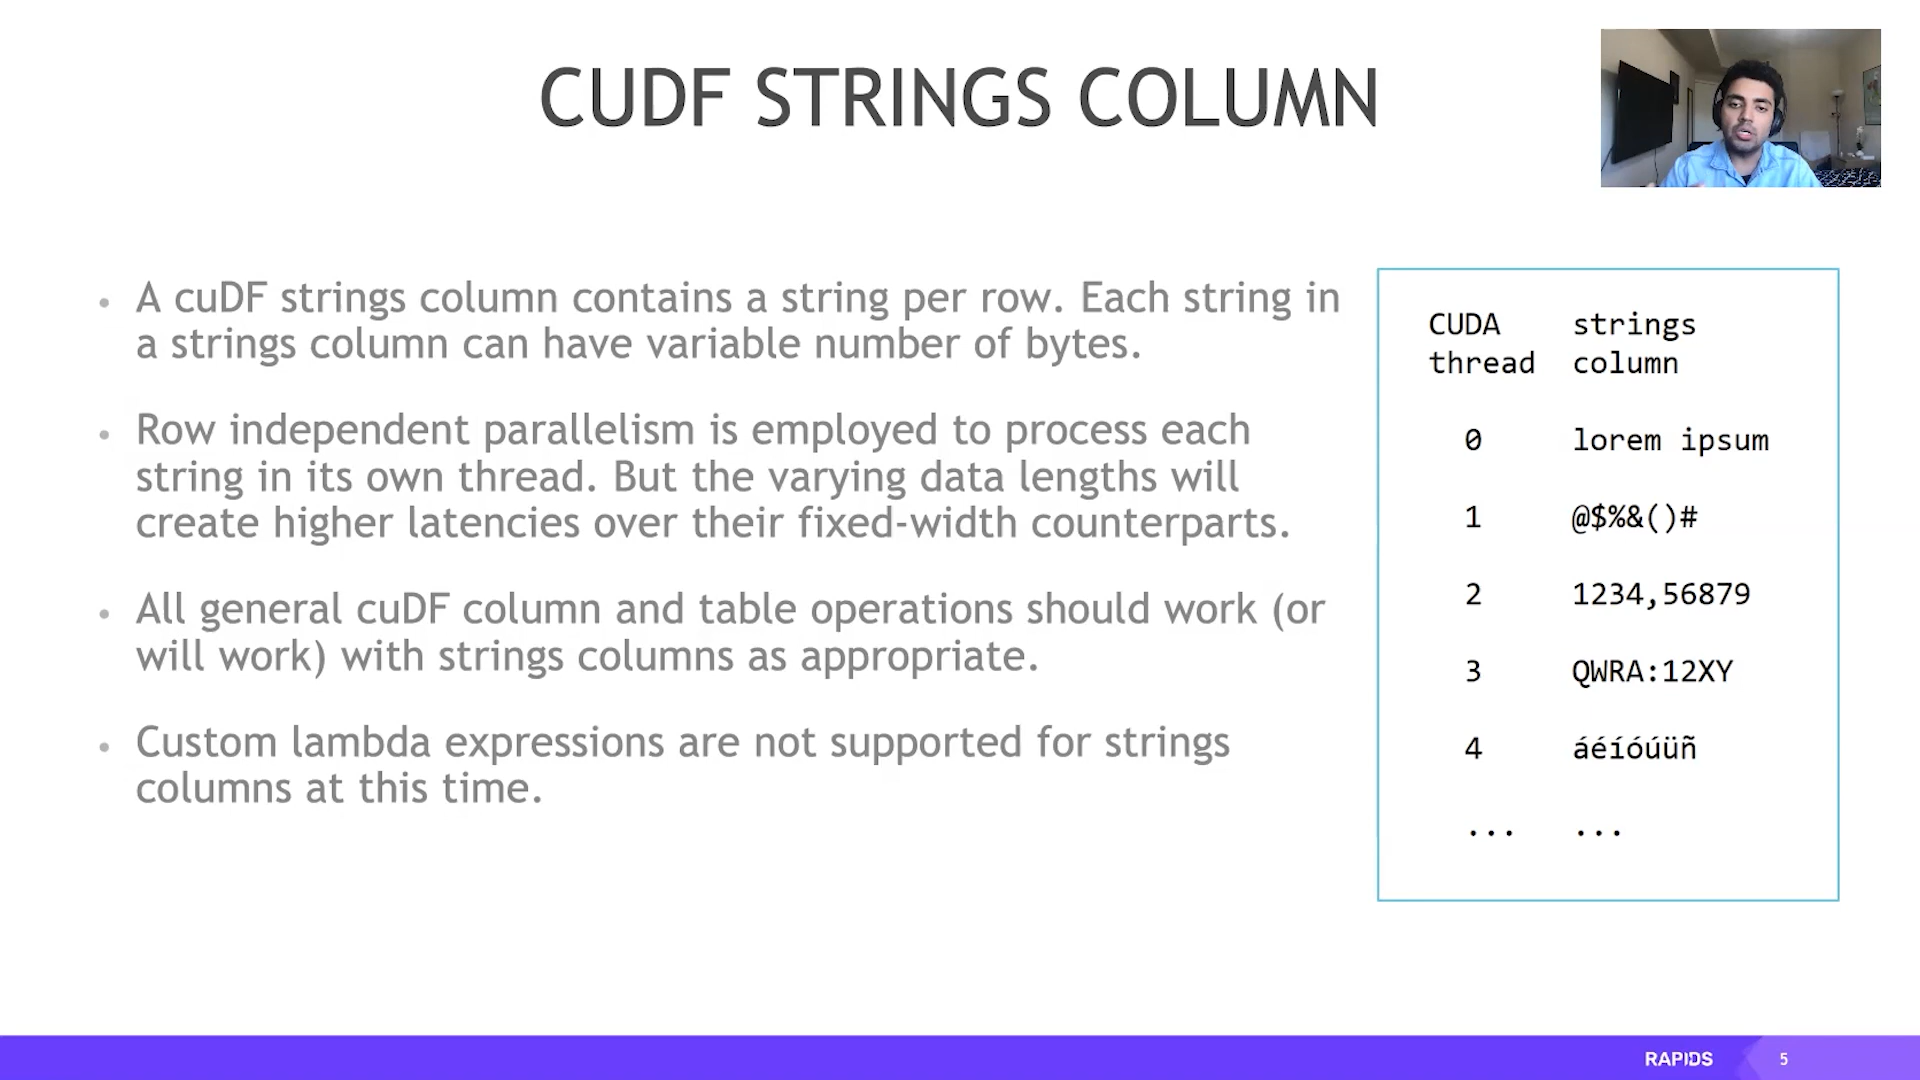 CUDF STRINGS COLUMN
• A cuDF strings column contains a string per row. Each string in
a strings column can have variable number of bytes.
• Row independent parallelism is employed to process each
string in its own thread. But the varying data lengths will
create higher latencies over their fixed-width counterparts.
• All general cuDF column and table operations should work (or
will work) with strings columns as appropriate.
• Custom lambda expressions are not supported for strings
columns at this time.
CUDA strings
thread column
0 lorem ipsum
1 @$%&()#
2 1234,56879
3 QWRA:12XY
4 áéíóúüñ
... ...
RAPIDS 5